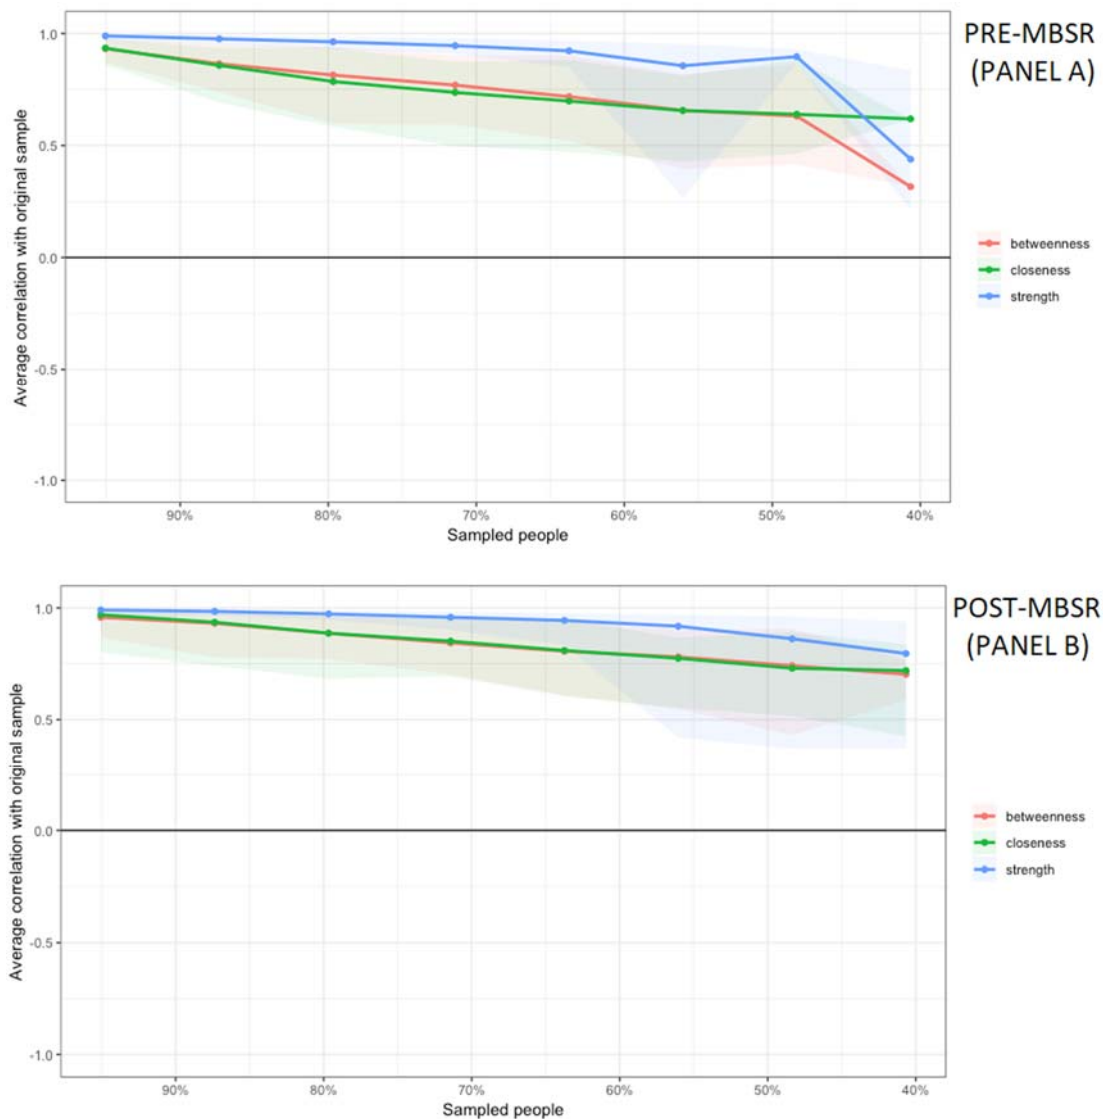 PRE-MBSR
(PANEL A)
Average correlation with original sample
1.0
0.5
0.0
-0.5
-1.0
90%
80%
70%
60%
50%
40%
Sampled people
betweenness
closeness
strength
POST-MBSR
(PANEL B)
Average correlation with original sample
1.0
0.5
0.0
-0.5
-1.0
90%
80%
70%
60%
50%
40%
Sampled people
betweenness
closeness
strength